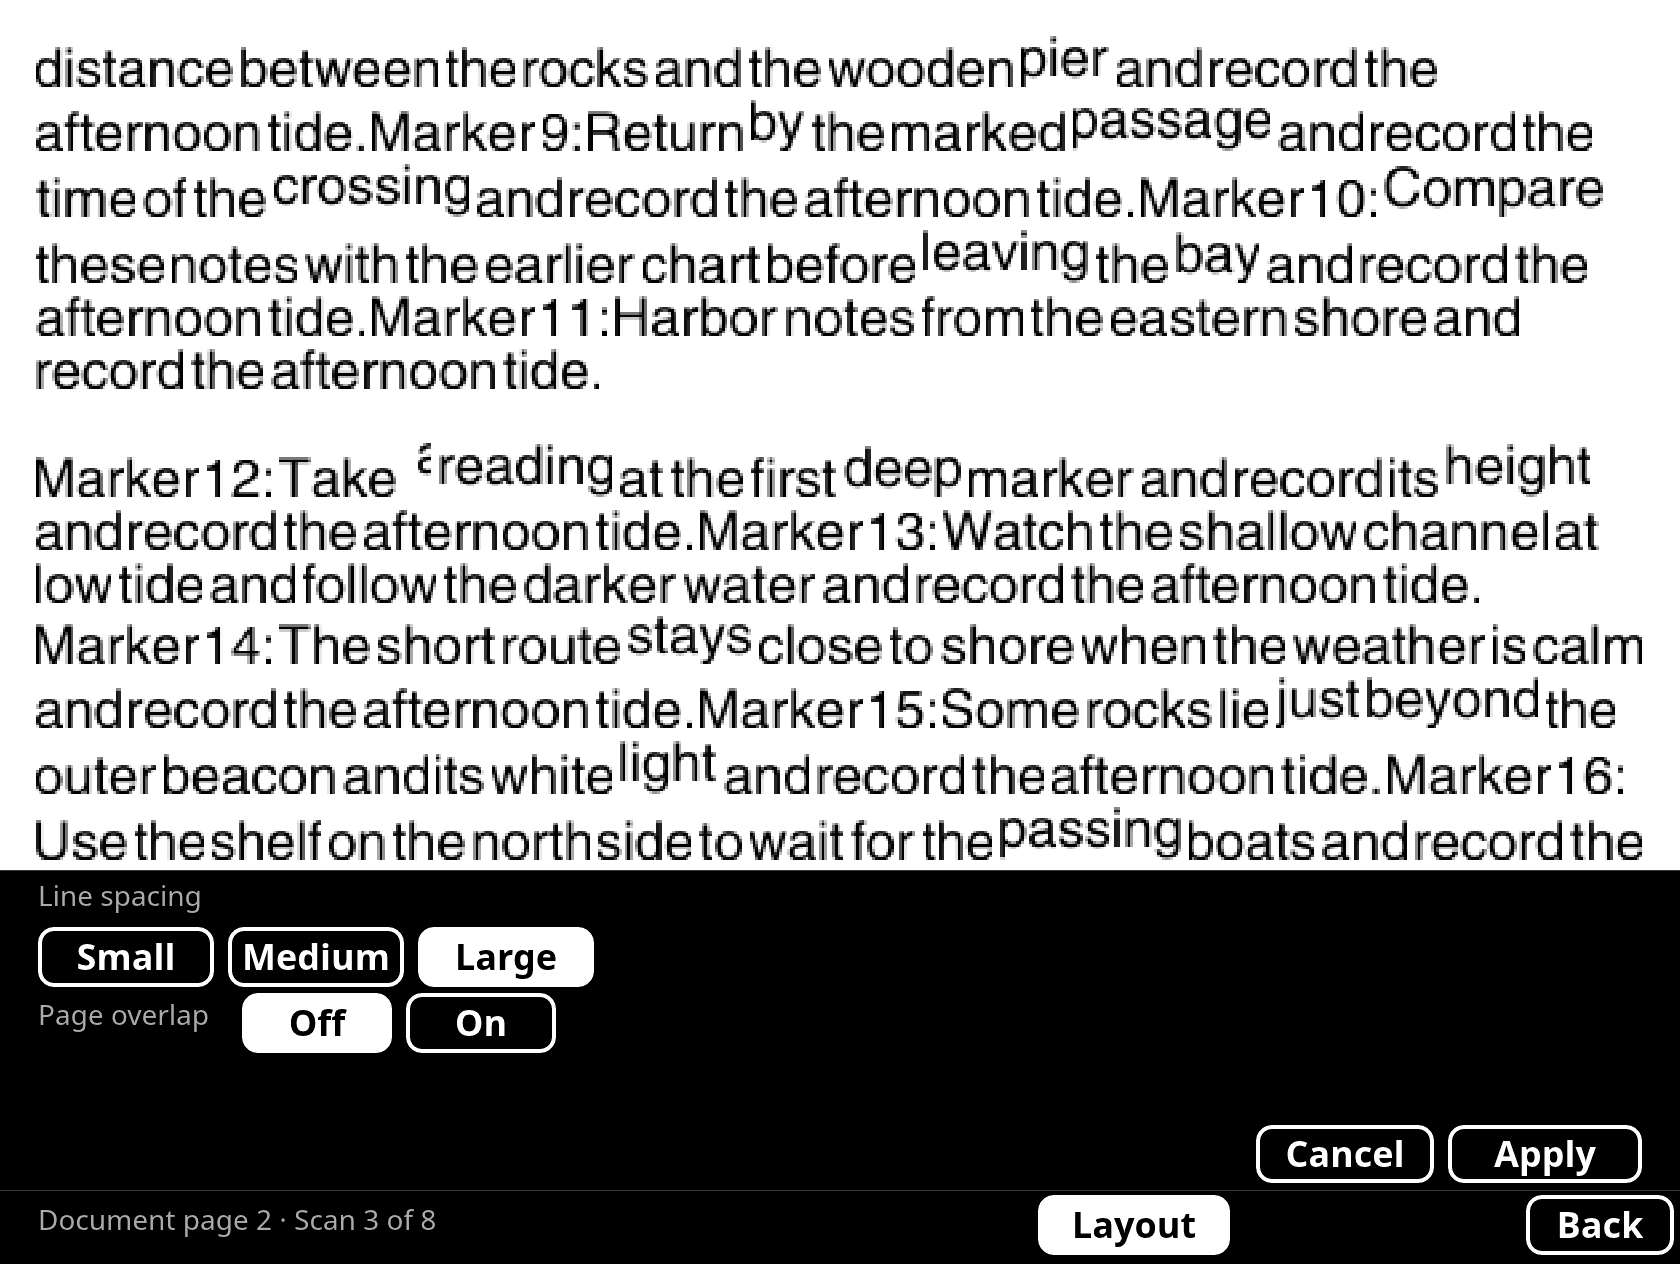 distance between the rocks and the wooden pier and record the
afternoon tide. Marker 9: Return by the marked passage and record the
time of the crossing and record the afternoon tide. Marker 10: Compare
these notes with the earlier chart before leaving the bay and record the
afternoon tide. Marker 11: Harbor notes from the eastern shore and
record the afternoon tide.
Marker 12: Take reading at the first deep marker and record its height
and record the afternoon tide. Marker 13: Watch the shallow channel at
low tide and follow the darker water and record the afternoon tide.
Marker 14: The short route stays close to shore when the weather is calm
and record the afternoon tide. Marker 15: Some rocks lie just beyond the
outer beacon and its white light and record the afternoon tide. Marker 16:
Use the shelf on the north side to wait for the passing boats and record the
Line spacing
Small Medium Large
Page overlap Off On
Cancel Apply
Document page 2 · Scan 3 of 8 Layout Back